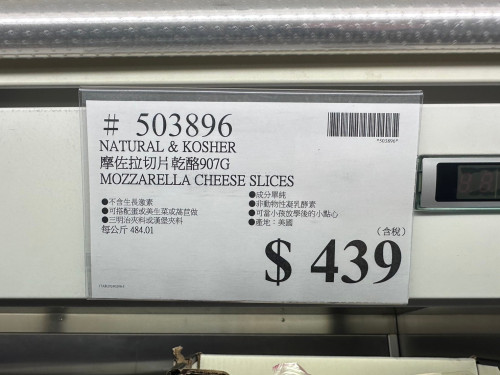 # 503896
*503896*
NATURAL & KOSHER
摩佐拉切片乾酪907G
MOZZARELLA CHEESE SLICES
●不含生長激素
●可搭配蛋或美生菜或萵苣做
●三明治夾料或漢堡夾料
每公斤 484.01
●成分單純
●非動物性凝乳酵素
●可當小孩放學後的小點心
●產地：美國
(含稅)
$ 439